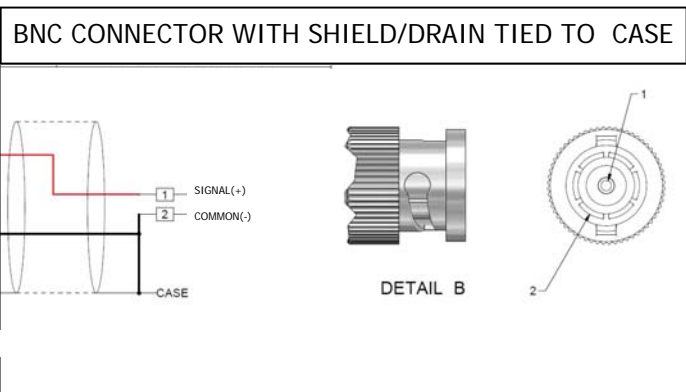 BNC CONNECTOR WITH SHIELD/DRAIN TIED TO CASE
1 SIGNAL(+)
2 COMMON(-)
CASE
DETAIL B
1
2